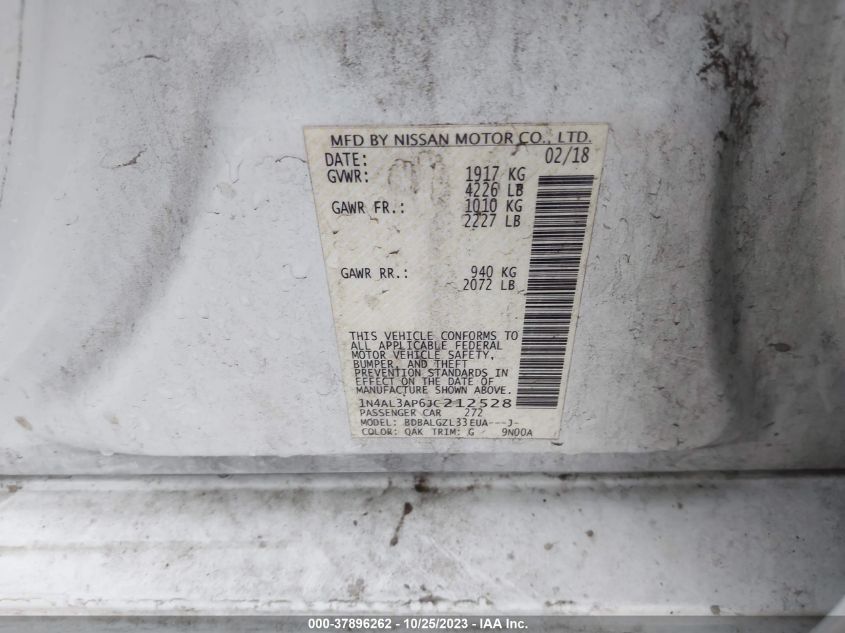 MFD BY NISSAN MOTOR CO., LTD.
DATE: 02/18
GVWR: 1917 KG
4226 LB
GAWR FR.: 1010 KG
2227 LB
GAWR RR.: 940 KG
2072 LB
THIS VEHICLE CONFORMS TO
ALL APPLICABLE FEDERAL
MOTOR VEHICLE SAFETY,
BUMPER, AND THEFT
PREVENTION STANDARDS IN
EFFECT ON THE DATE OF
MANUFACTURE SHOWN ABOVE.
1N4AL3AP6JC212528
PASSENGER CAR 272
MODEL: BDBALGZL33EUA---J-
COLOR: QAK TRIM: G 9N00A
000-37896262 - 10/25/2023 - IAA Inc.